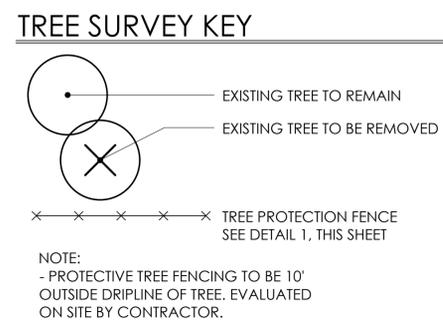 TREE SURVEY KEY
EXISTING TREE TO REMAIN
EXISTING TREE TO BE REMOVED
TREE PROTECTION FENCE
SEE DETAIL 1, THIS SHEET
NOTE:
- PROTECTIVE TREE FENCING TO BE 10'
OUTSIDE DRIPLINE OF TREE. EVALUATED
ON SITE BY CONTRACTOR.